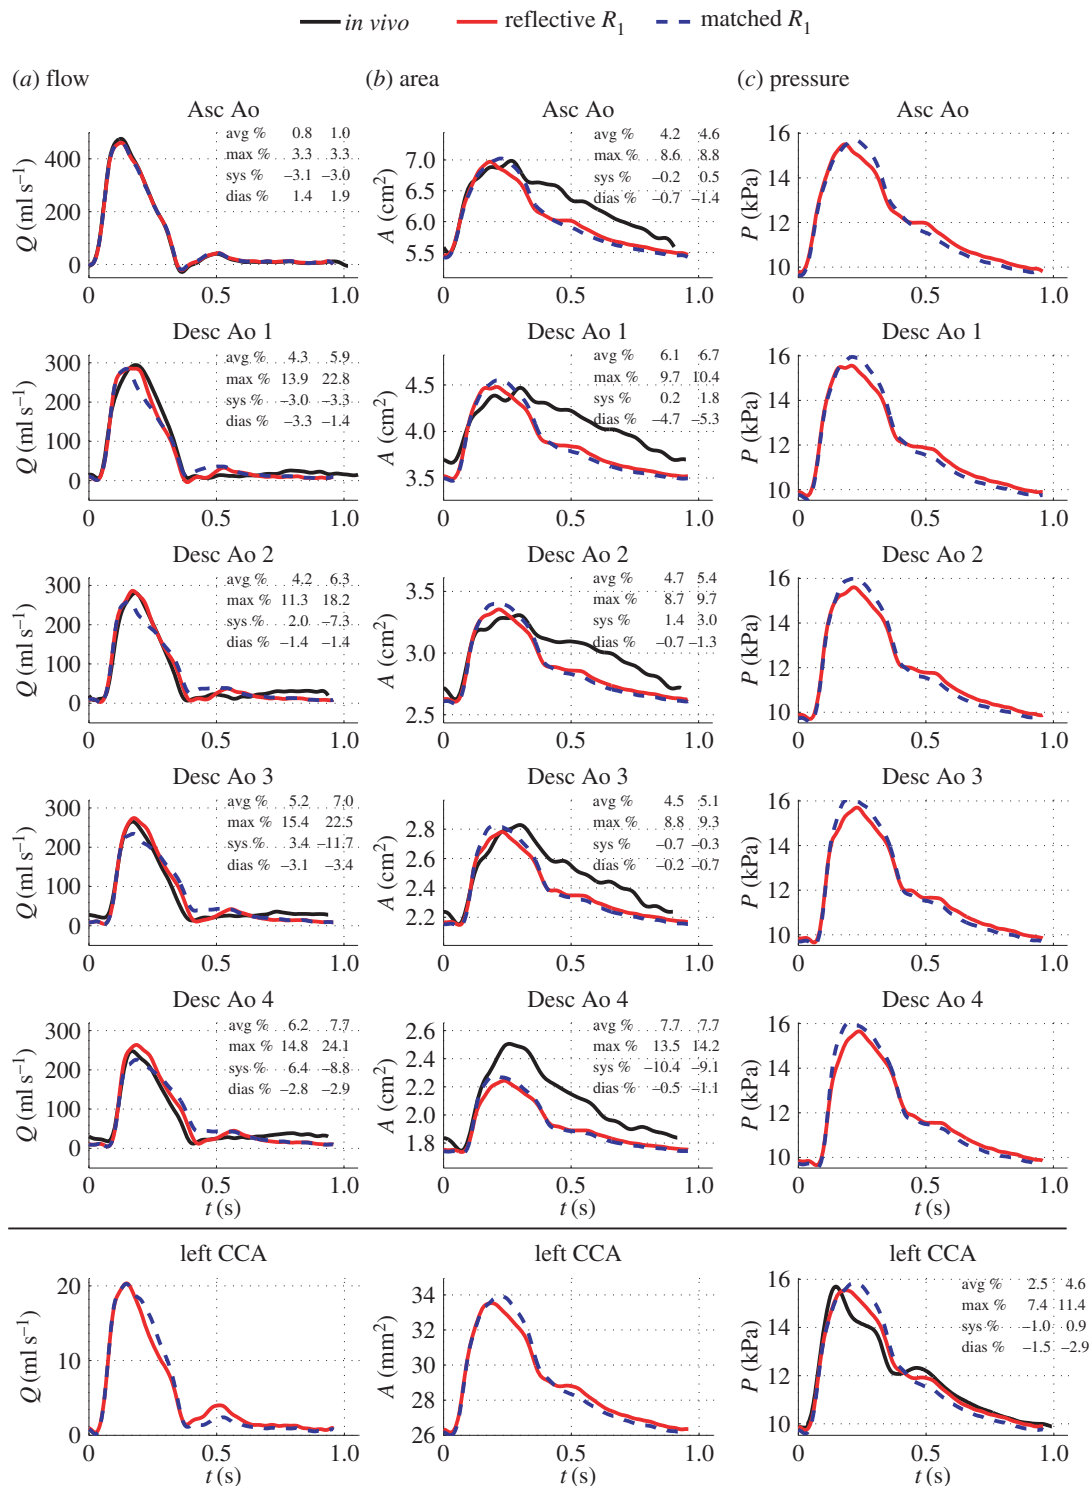 in vivo reflective R1 matched R1
(a) flow (b) area (c) pressure
Asc Ao Asc Ao Asc Ao
avg % 0.8 1.0
max % 3.3 3.3
sys % –3.1 –3.0
dias % 1.4 1.9
Q (ml s–1)
400
200
0
0 0.5 1.0
avg % 4.2 4.6
max % 8.6 8.8
sys % –0.2 0.5
dias % –0.7 –1.4
A (cm2)
7.0
6.5
6.0
5.5
0 0.5 1.0
P (kPa)
16
14
12
10
0 0.5 1.0
Desc Ao 1 Desc Ao 1 Desc Ao 1
avg % 4.3 5.9
max % 13.9 22.8
sys % –3.0 –3.3
dias % –3.3 –1.4
Q (ml s–1)
300
200
100
0
0 0.5 1.0
avg % 6.1 6.7
max % 9.7 10.4
sys % 0.2 1.8
dias % –4.7 –5.3
A (cm2)
4.5
4.0
3.5
0 0.5 1.0
P (kPa)
16
14
12
10
0 0.5 1.0
Desc Ao 2 Desc Ao 2 Desc Ao 2
avg % 4.2 6.3
max % 11.3 18.2
sys % 2.0 –7.3
dias % –1.4 –1.4
Q (ml s–1)
300
200
100
0
0 0.5 1.0
avg % 4.7 5.4
max % 8.7 9.7
sys % 1.4 3.0
dias % –0.7 –1.3
A (cm2)
3.5
3.0
2.5
0 0.5 1.0
P (kPa)
16
14
12
10
0 0.5 1.0
Desc Ao 3 Desc Ao 3 Desc Ao 3
avg % 5.2 7.0
max % 15.4 22.5
sys % 3.4 –11.7
dias % –3.1 –3.4
Q (ml s–1)
300
200
100
0
0 0.5 1.0
avg % 4.5 5.1
max % 8.8 9.3
sys % –0.7 –0.3
dias % –0.2 –0.7
A (cm2)
2.8
2.6
2.4
2.2
0 0.5 1.0
P (kPa)
16
14
12
10
0 0.5 1.0
Desc Ao 4 Desc Ao 4 Desc Ao 4
avg % 6.2 7.7
max % 14.8 24.1
sys % 6.4 –8.8
dias % –2.8 –2.9
Q (ml s–1)
300
200
100
0
0 0.5 1.0
t (s)
avg % 7.7 7.7
max % 13.5 14.2
sys % –10.4 –9.1
dias % –0.5 –1.1
A (cm2)
2.6
2.4
2.2
2.0
1.8
0 0.5 1.0
t (s)
P (kPa)
16
14
12
10
0 0.5 1.0
t (s)
left CCA left CCA left CCA
Q (ml s–1)
20
10
0
0 0.5 1.0
t (s)
A (mm2)
34
33
31
29
28
26
0 0.5 1.0
t (s)
avg % 2.5 4.6
max % 7.4 11.4
sys % –1.0 0.9
dias % –1.5 –2.9
P (kPa)
16
14
12
10
0 0.5 1.0
t (s)